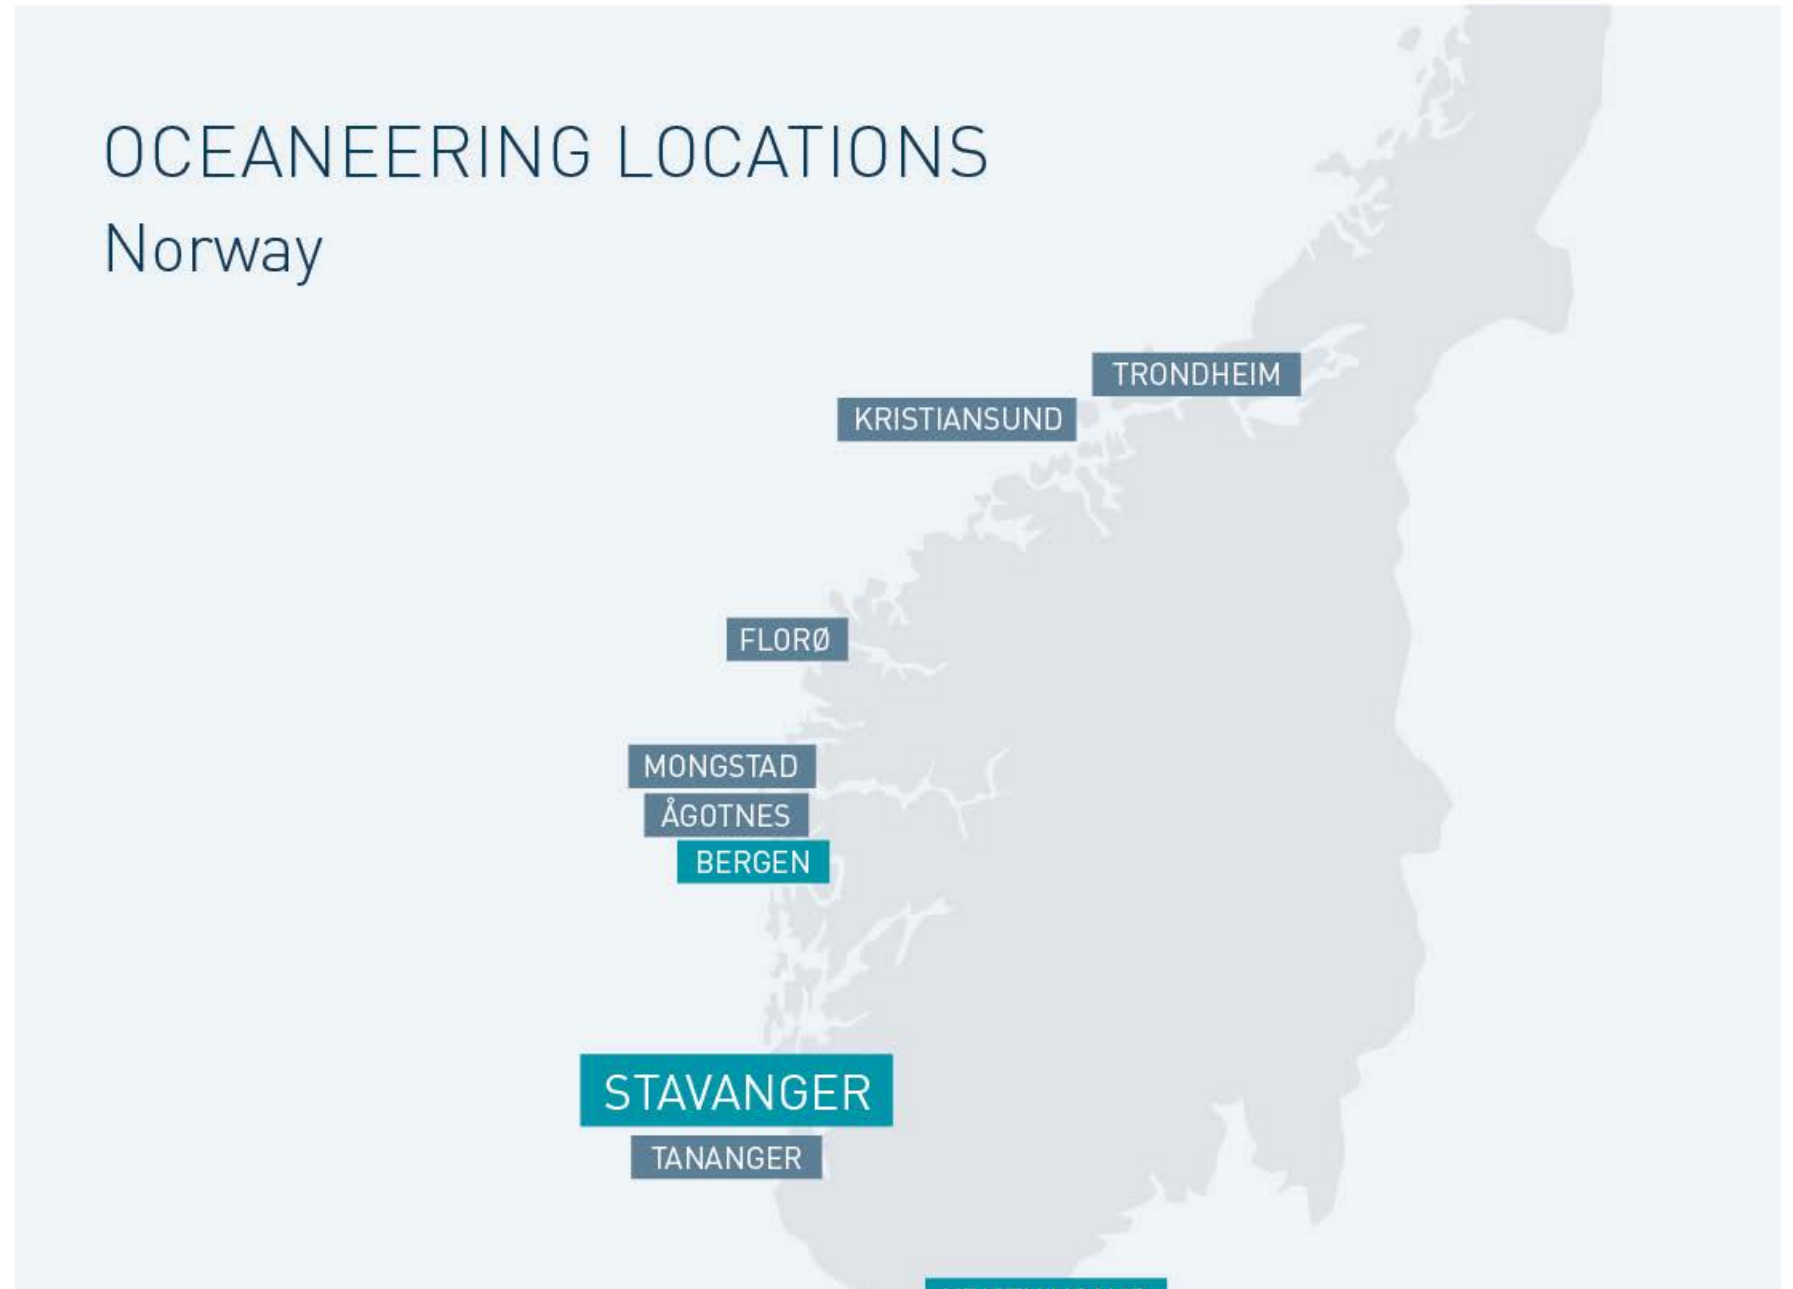 OCEANEERING LOCATIONS
Norway
TRONDHEIM
KRISTIANSUND
FLORØ
MONGSTAD
ÅGOTNES
BERGEN
STAVANGER
TANANGER